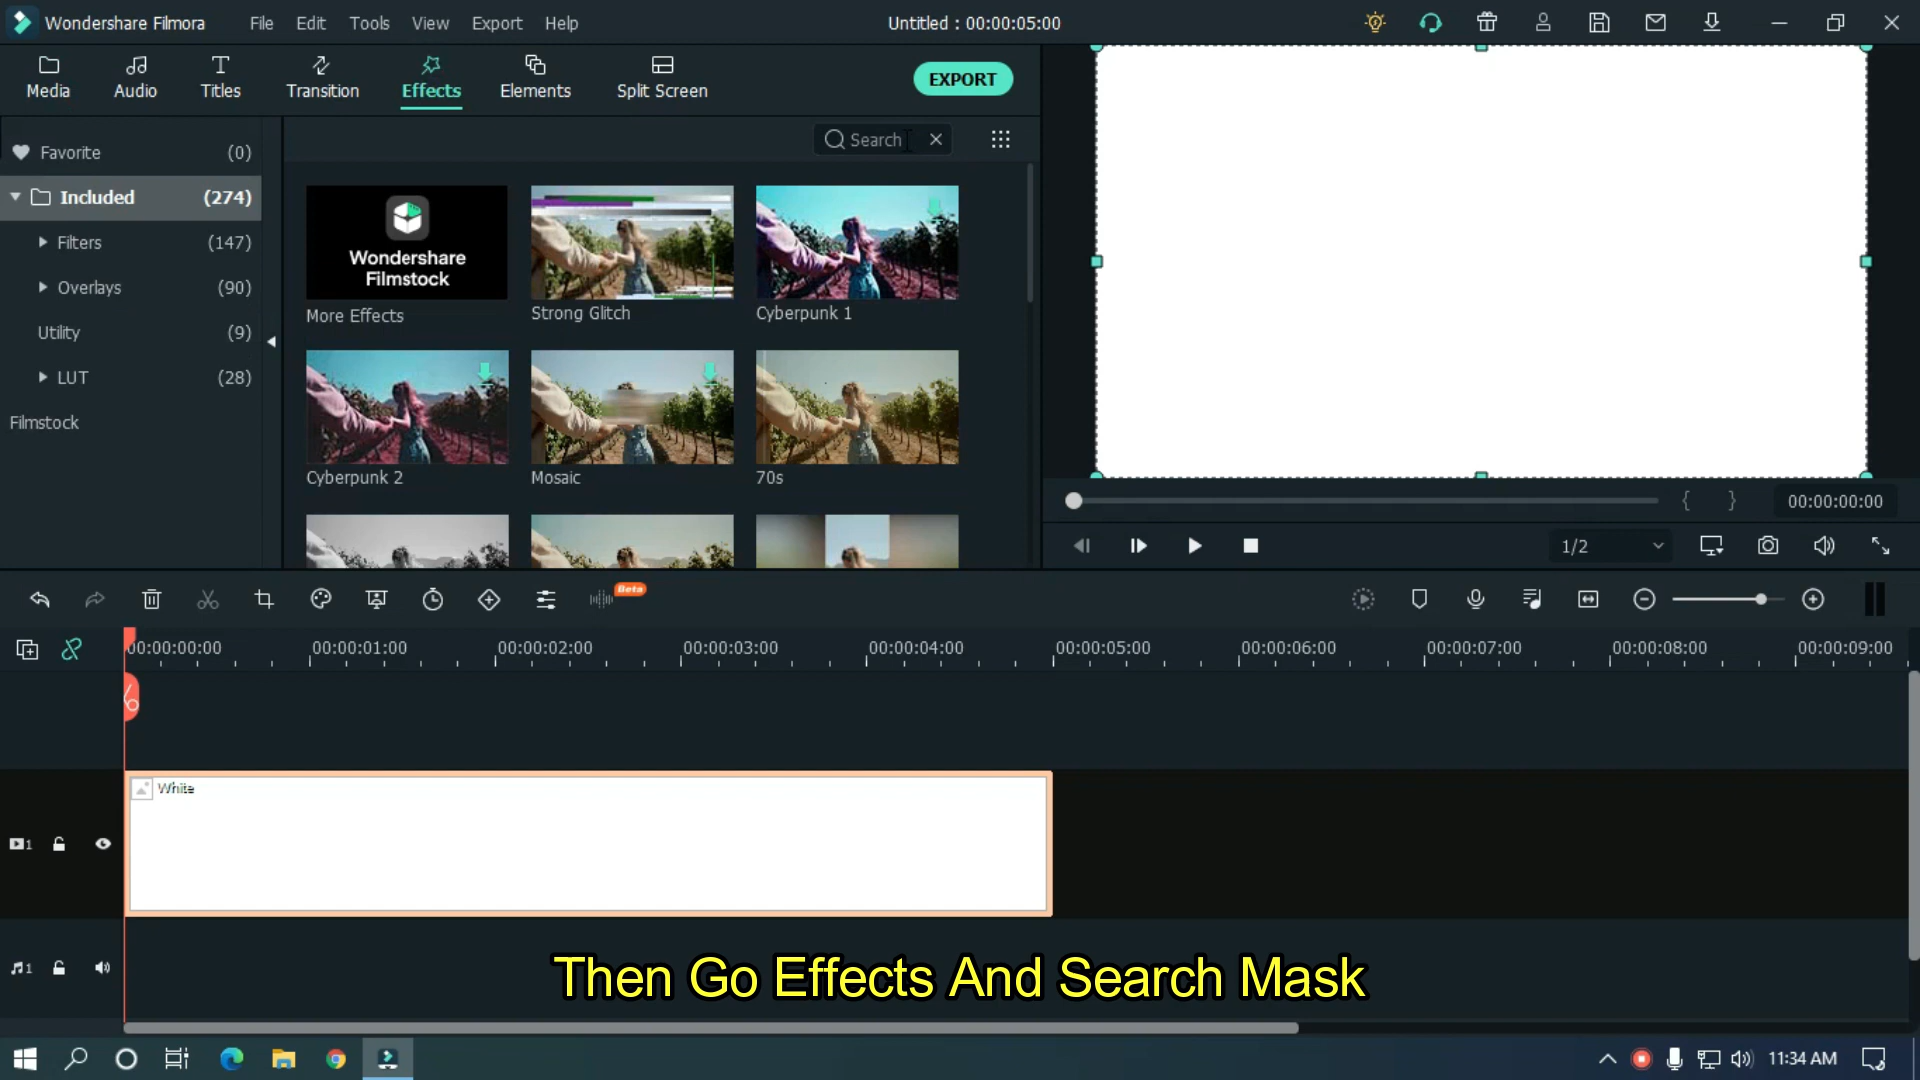 Wondershare Filmora File Edit Tools View Export Help Untitled : 00:00:05:00
Media Audio Titles Transition Effects Elements Split Screen EXPORT
Search
Favorite (0)
Included (274)
Filters (147)
Overlays (90)
Utility (9)
LUT (28)
Filmstock
Wondershare
Filmstock
More Effects Strong Glitch Cyberpunk 1
Cyberpunk 2 Mosaic 70s
{ } 00:00:00:00
1/2
Beta
00:00:00:00 00:00:01:00 00:00:02:00 00:00:03:00 00:00:04:00 00:00:05:00 00:00:06:00 00:00:07:00 00:00:08:00 00:00:09:00
White
1
1
Then Go Effects And Search Mask
11:34 AM